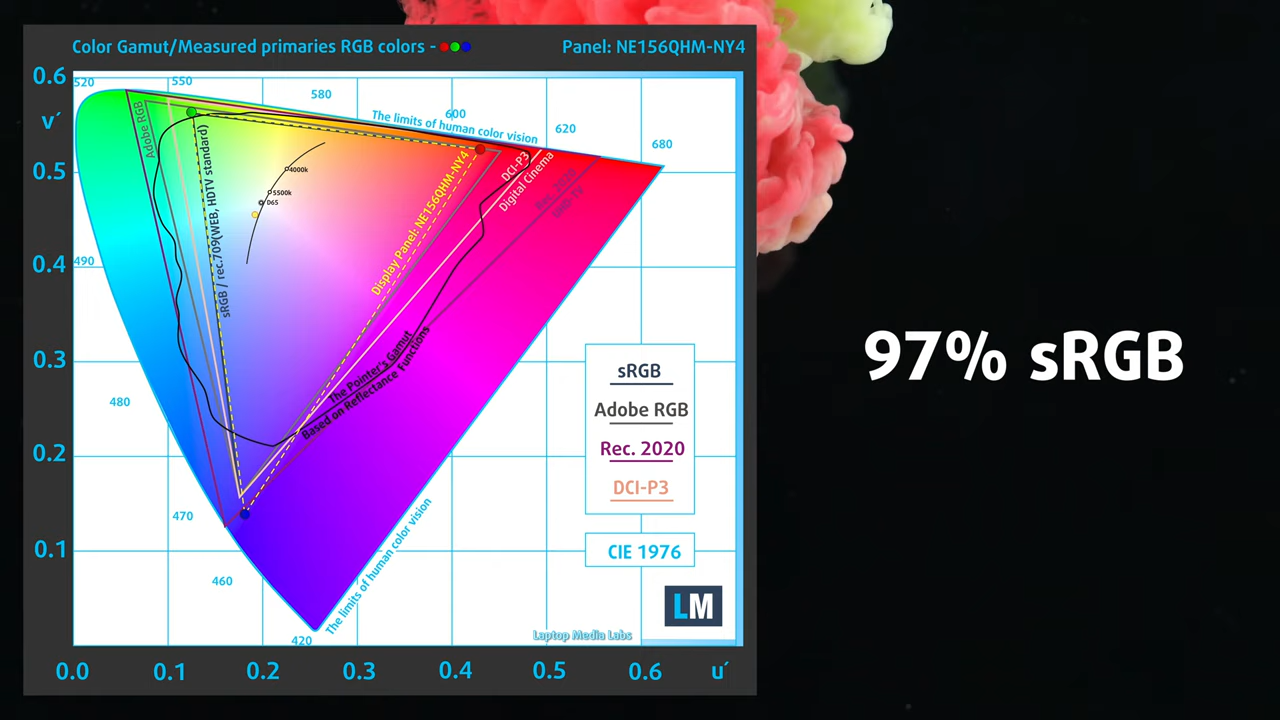 Color Gamut/Measured primaries RGB colors -
Panel: NE156QHM-NY4
0.6
v´
0.5
0.4
0.3
0.2
0.1
0.0
0.1
0.2
0.3
0.4
0.5
0.6
u´
520
550
580
600
620
680
490
480
470
460
420
The limits of human color vision
Adobe RGB
sRGB / rec.709(WEB, HDTV standard)
4000k
5500k
D65
Display Panel: NE156QHM-NY4
DCI-P3
Digital Cinema
Rec. 2020
UHD-TV
The Pointer's Gamut
Based on Reflectance Functions
The limits of human color vision
sRGB
Adobe RGB
Rec. 2020
DCI-P3
CIE 1976
LM
Laptop Media Labs
97% sRGB